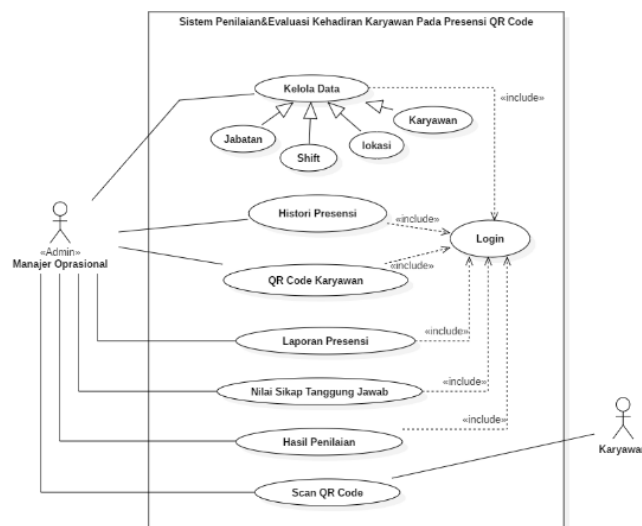 Sistem Penilaian&Evaluasi Kehadiran Karyawan Pada Presensi QR Code
Kelola Data
«include»
Jabatan
Shift
lokasi
Karyawan
Histori Presensi
«include»
Login
«Admin»
Manajer Oprasional
QR Code Karyawan
«include»
Laporan Presensi
«include»
Nilai Sikap Tanggung Jawab
«include»
Hasil Penilaian
«include»
Scan QR Code
Karyawan